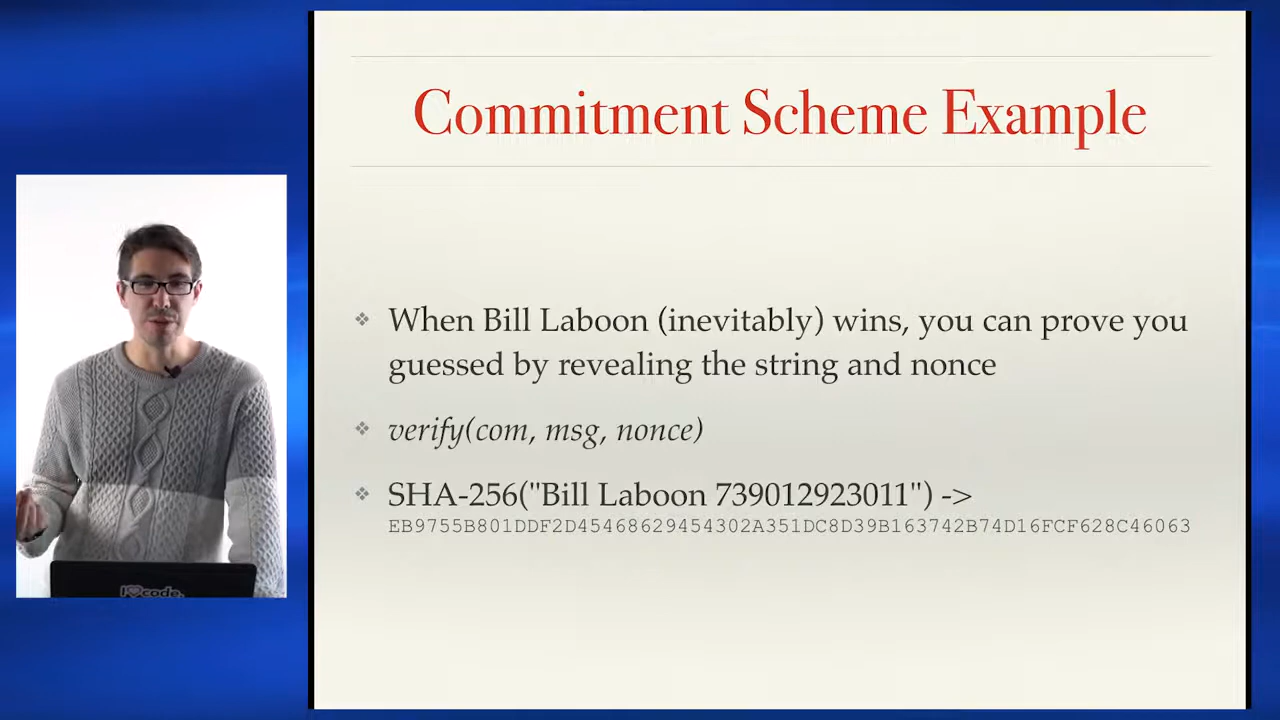 Commitment Scheme Example
When Bill Laboon (inevitably) wins, you can prove you
guessed by revealing the string and nonce
verify(com, msg, nonce)
SHA-256("Bill Laboon 739012923011") ->
EB9755B801DDF2D45468629454302A351DC8D39B163742B74D16FCF628C46063
I♥code.